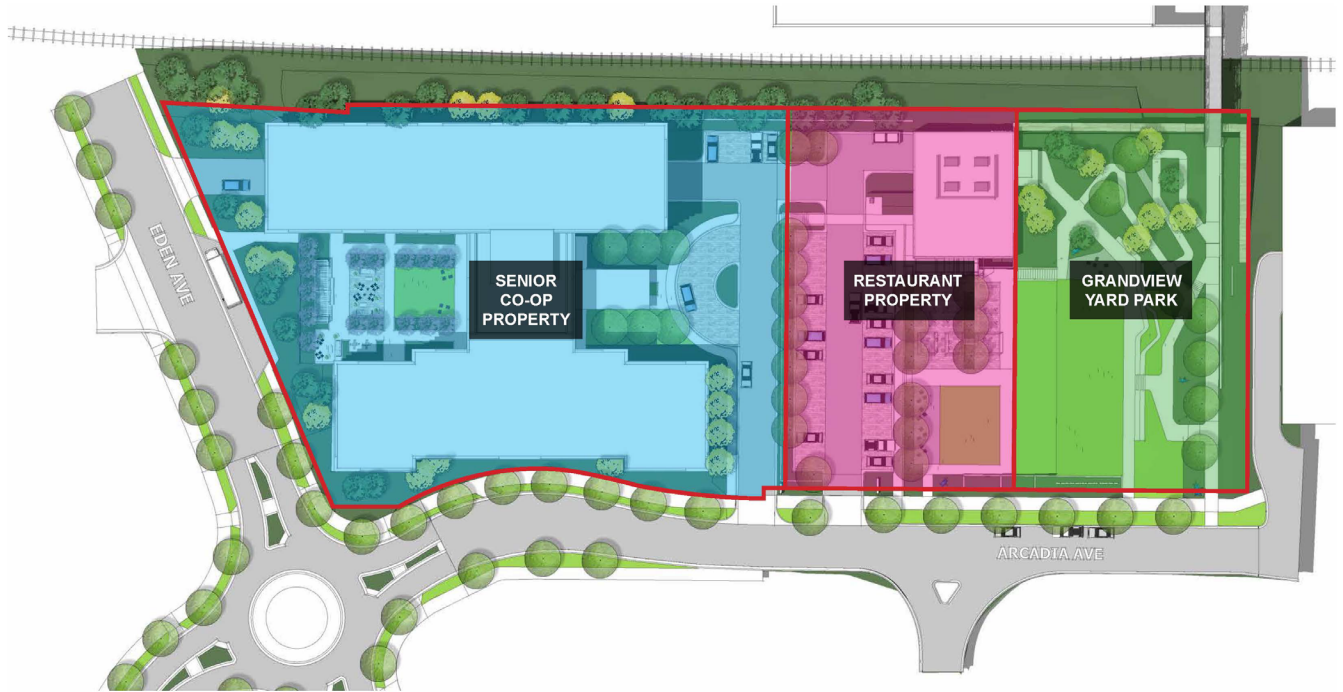 EDEN AVE
SENIOR
CO-OP
PROPERTY
RESTAURANT
PROPERTY
GRANDVIEW
YARD PARK
ARCADIA AVE